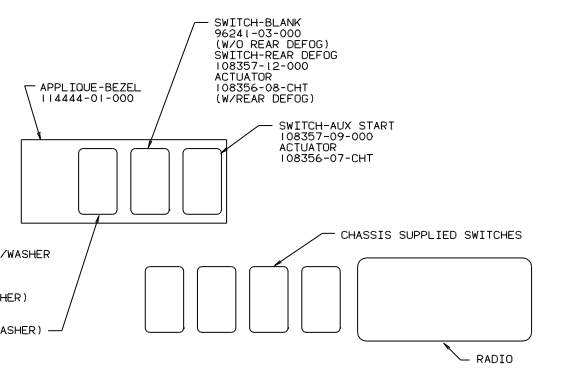 SWITCH-BLANK
96241-03-000
(W/O REAR DEFOG)
SWITCH-REAR DEFOG
108357-12-000
ACTUATOR
108356-08-CHT
(W/REAR DEFOG)
APPLIQUE-BEZEL
114444-01-000
SWITCH-AUX START
108357-09-000
ACTUATOR
108356-07-CHT
/WASHER
HER)
ASHER)
CHASSIS SUPPLIED SWITCHES
RADIO